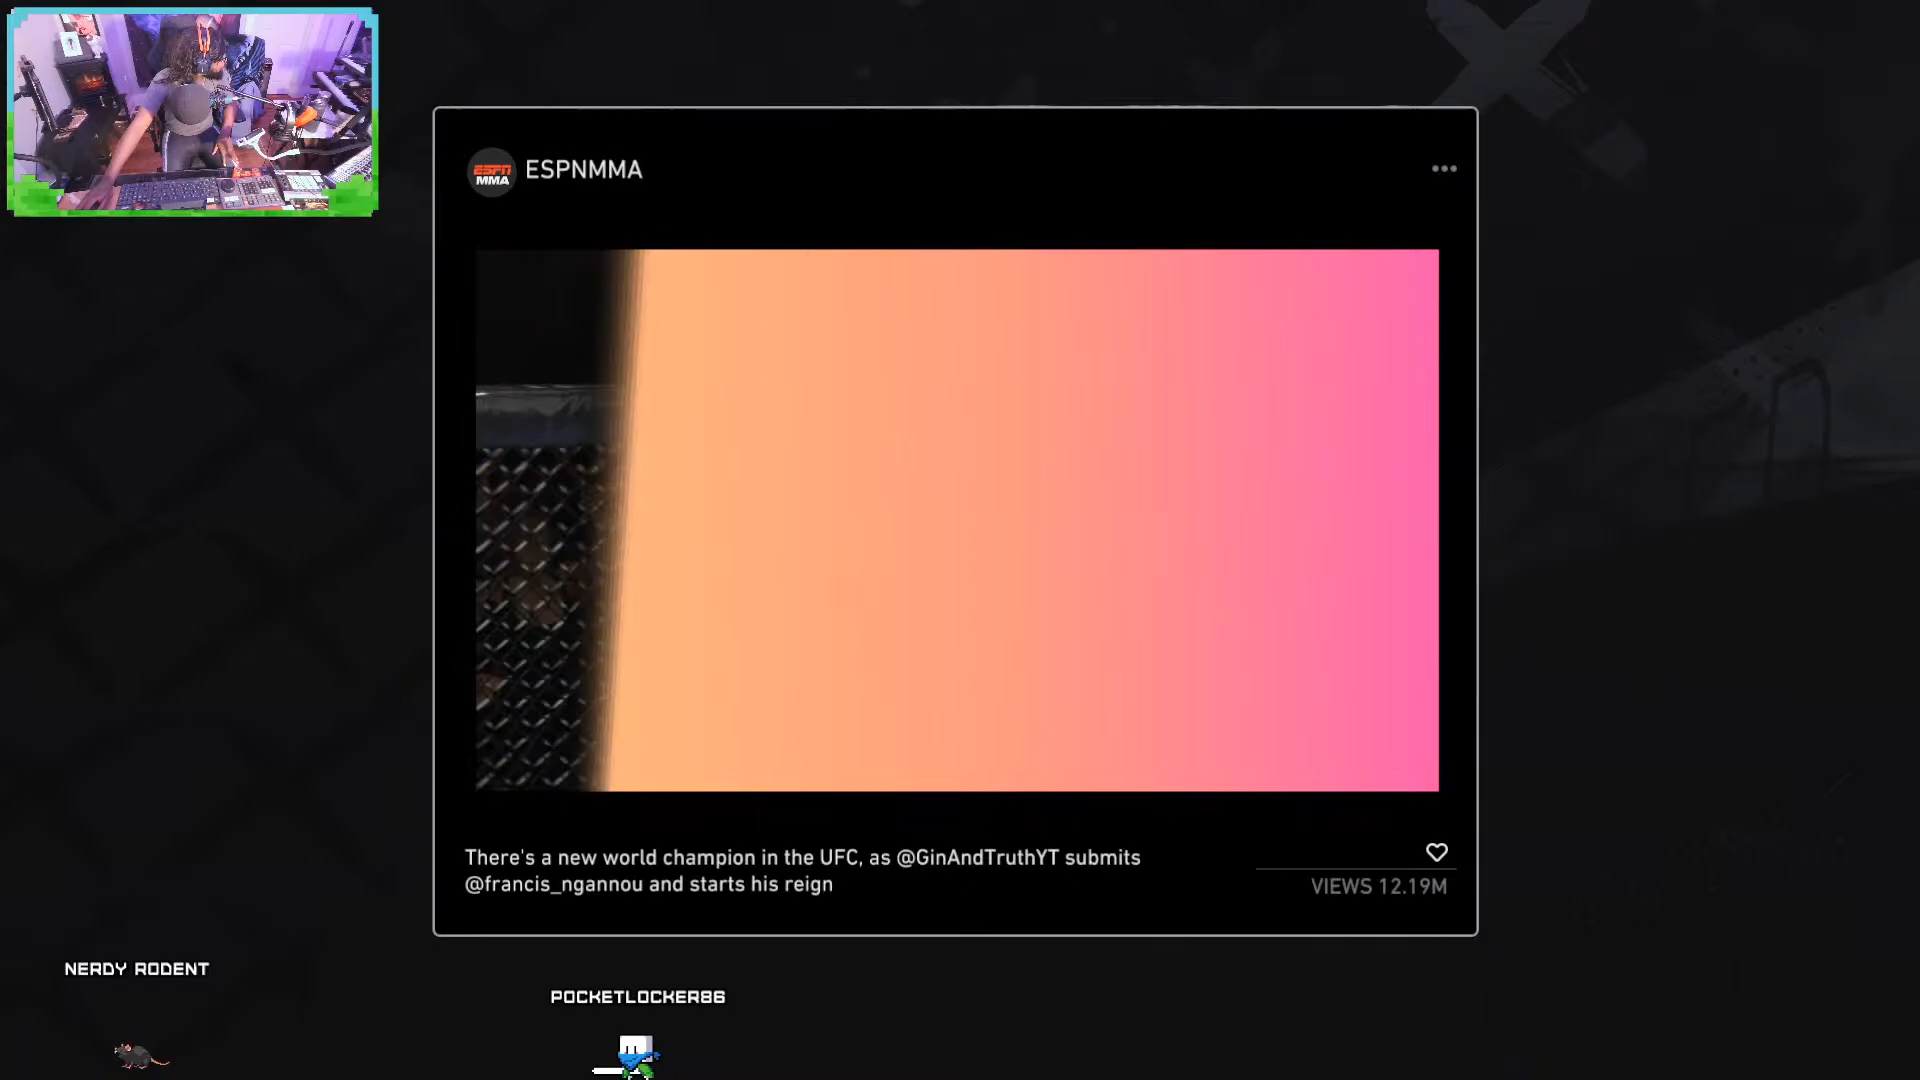 ESPN
MMA
ESPNMMA
There's a new world champion in the UFC, as @GinAndTruthYT submits
@francis_ngannou and starts his reign
VIEWS 12.19M
NERDY RODENT
POCKETLOCKER86